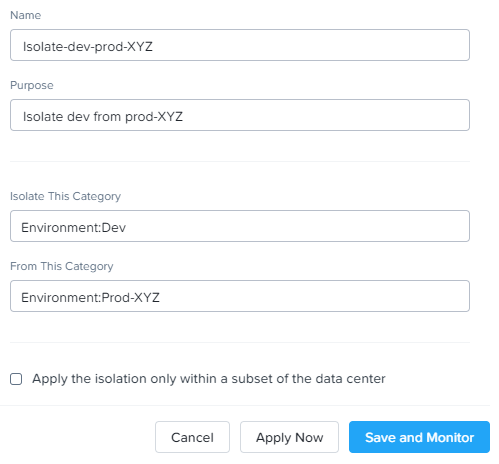 Name
Isolate-dev-prod-XYZ
Purpose
Isolate dev from prod-XYZ
Isolate This Category
Environment:Dev
From This Category
Environment:Prod-XYZ
Apply the isolation only within a subset of the data center
Cancel Apply Now Save and Monitor